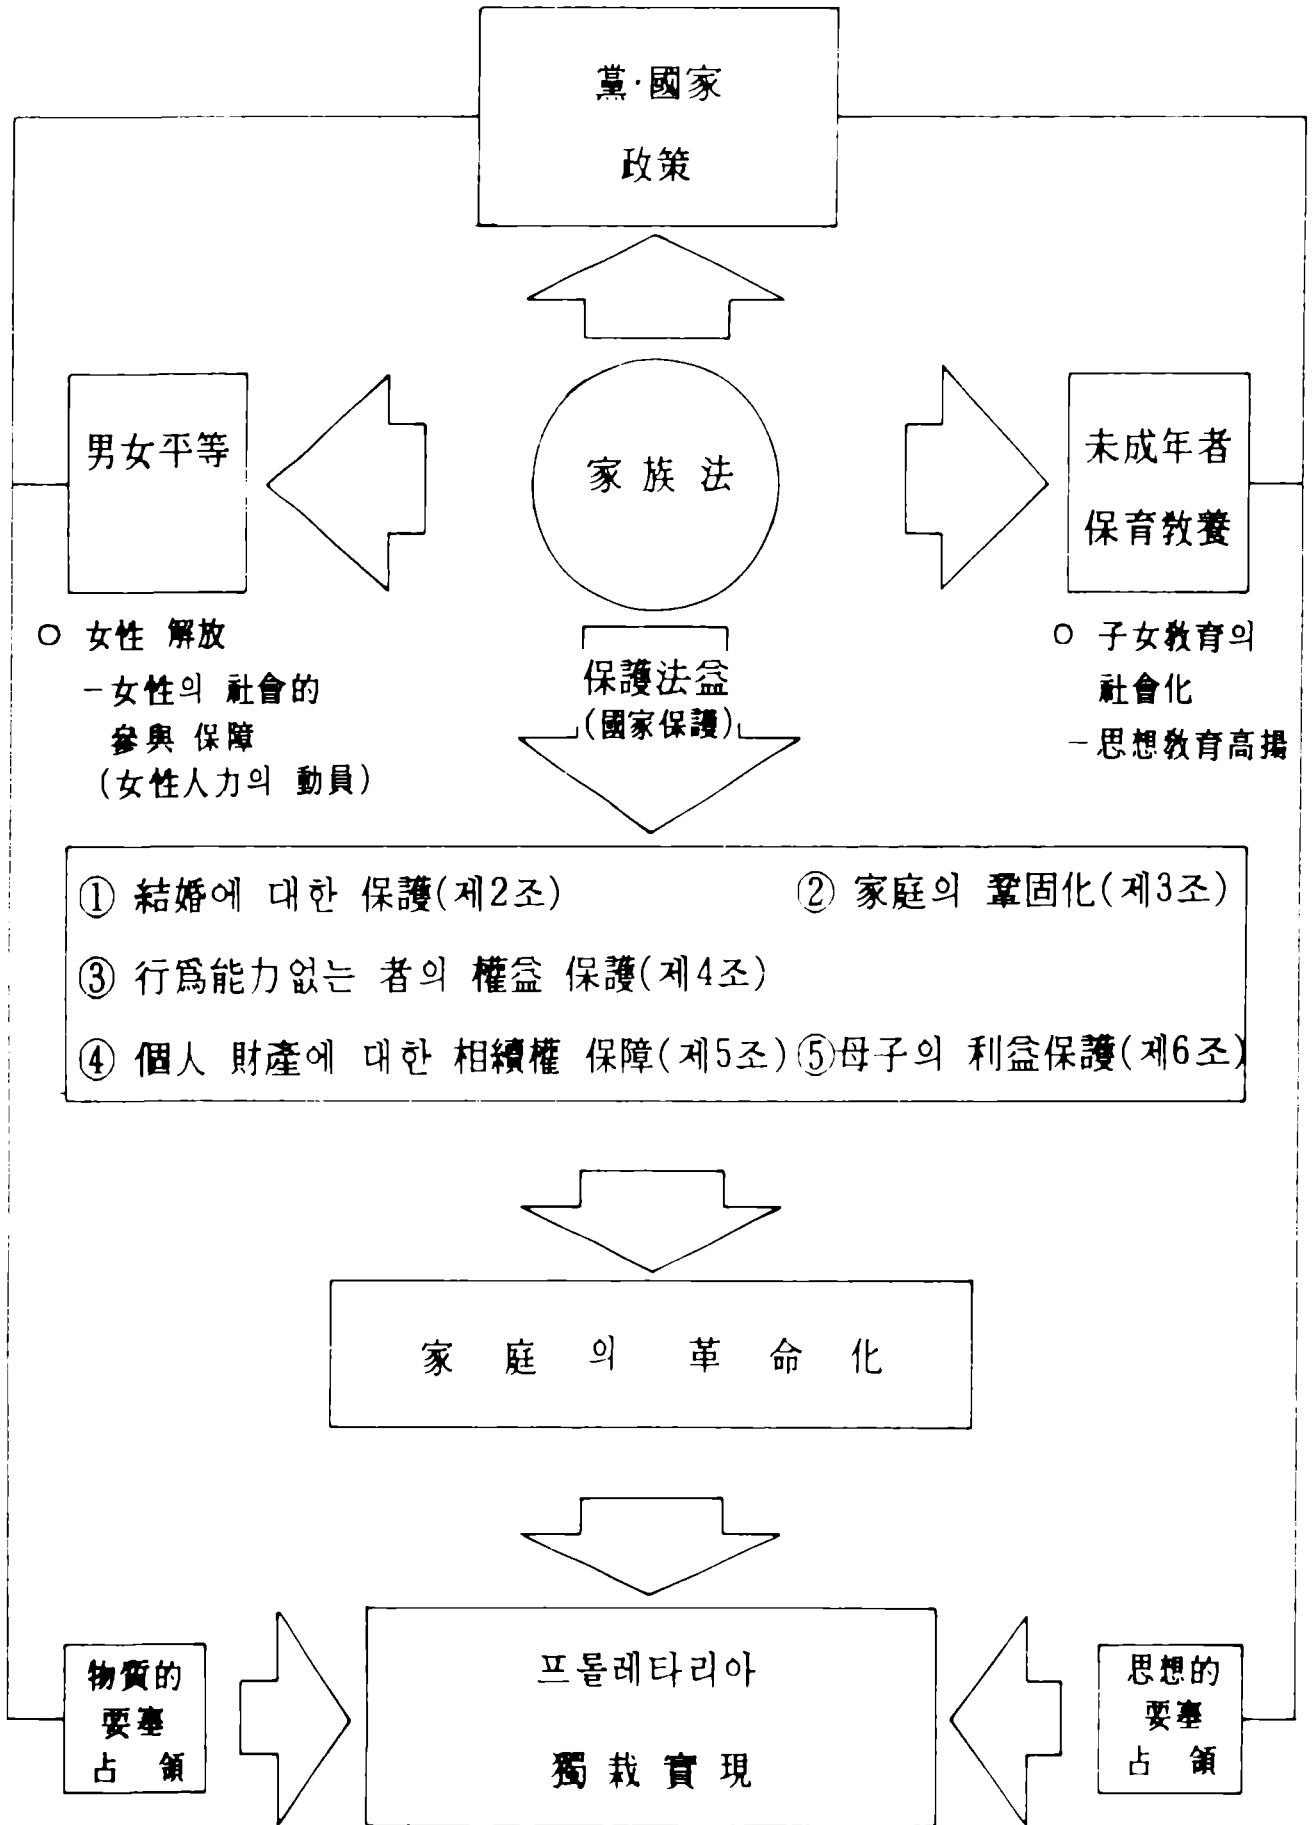 黨·國家
政策
男女平等
家族法
未成年者
保育敎養
○ 女性 解放
-女性의 社會的
參與 保障
(女性人力의 動員)
保護法益
(國家保護)
○ 子女敎育의
社會化
-思想敎育高揚
① 結婚에 대한 保護(제2조) ② 家庭의 鞏固化(제3조)
③ 行爲能力없는 者의 權益 保護(제4조)
④ 個人 財產에 대한 相續權 保障(제5조) ⑤母子의 利益保護(제6조)
家庭의 革命化
物質的
要塞
占領
프롤레타리아
獨裁實現
思想的
要塞
占領